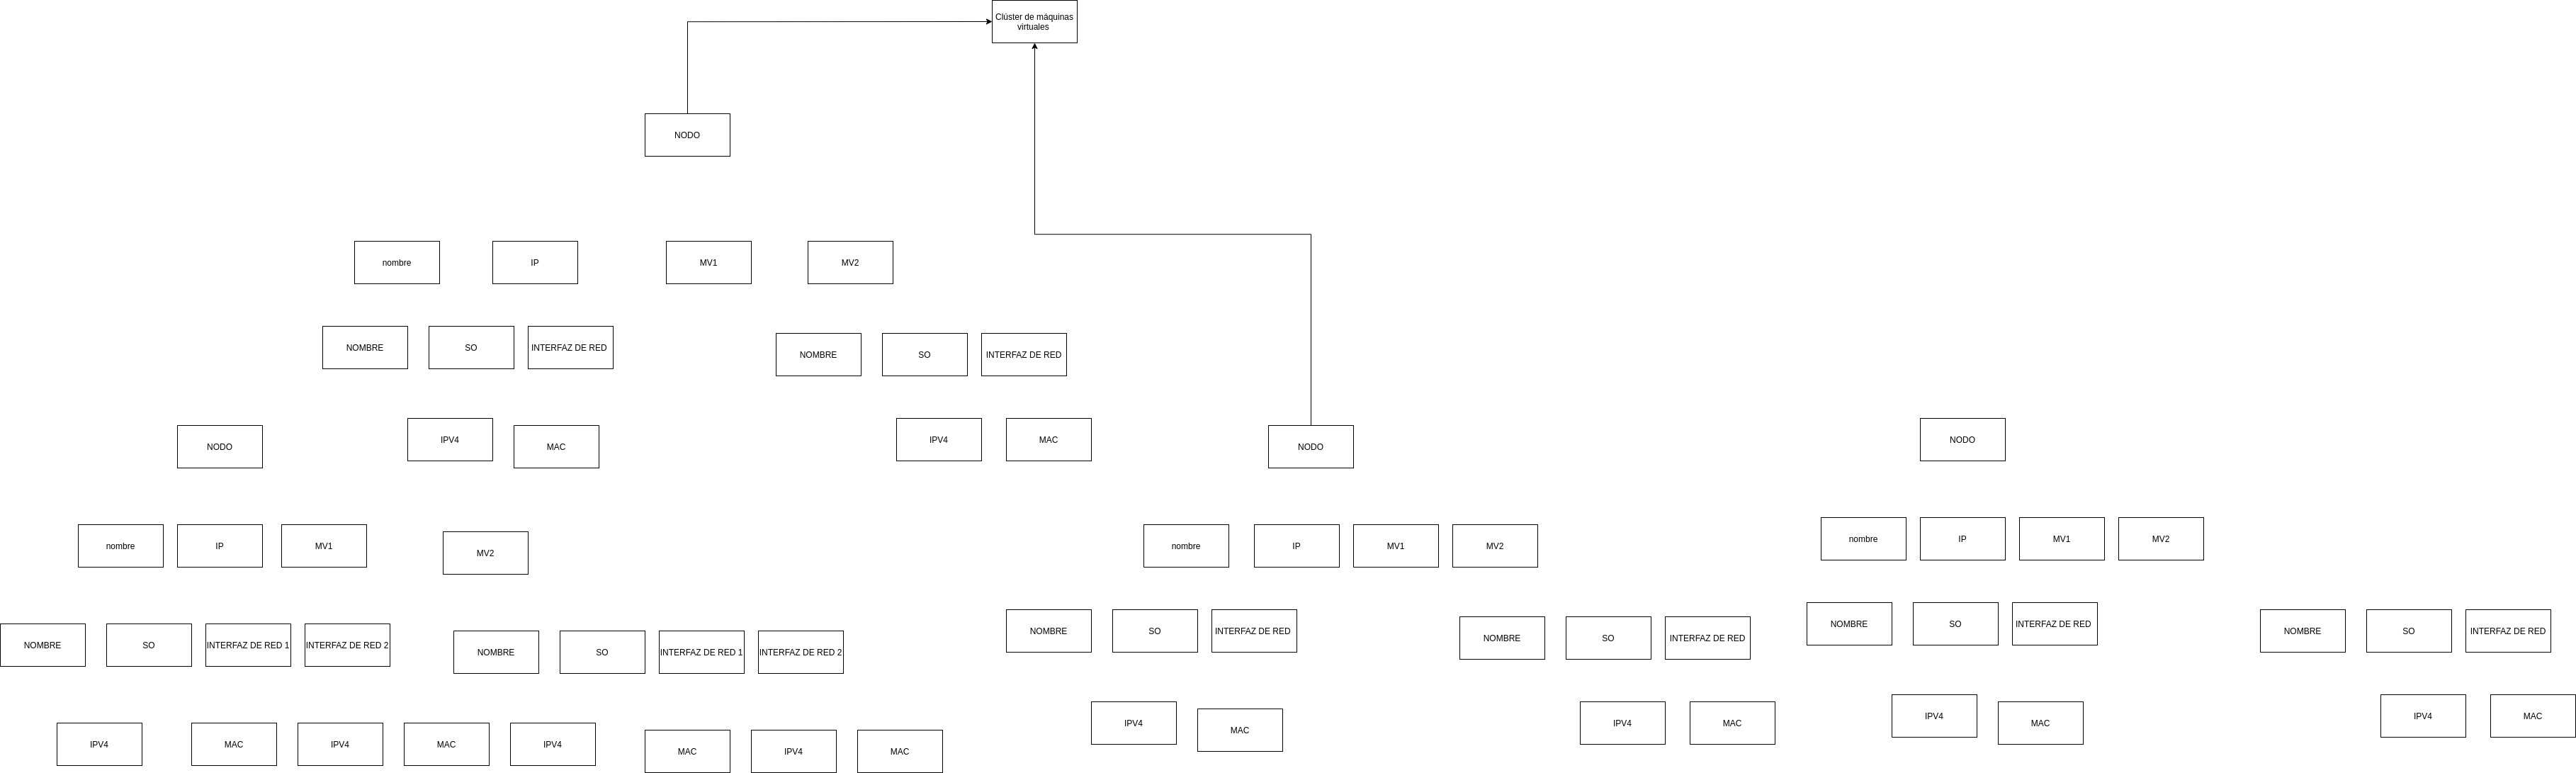 Clúster de máquinas
virtuales
NODO
nombre
IP
MV1
MV2
NOMBRE
SO
INTERFAZ DE RED
NOMBRE
SO
INTERFAZ DE RED
IPV4
MAC
IPV4
MAC
NODO
NODO
NODO
nombre
IP
MV1
MV2
nombre
IP
MV1
MV2
nombre
IP
MV1
MV2
NOMBRE
SO
INTERFAZ DE RED 1
INTERFAZ DE RED 2
NOMBRE
SO
INTERFAZ DE RED 1
INTERFAZ DE RED 2
NOMBRE
SO
INTERFAZ DE RED
NOMBRE
SO
INTERFAZ DE RED
NOMBRE
SO
INTERFAZ DE RED
NOMBRE
SO
INTERFAZ DE RED
IPV4
MAC
IPV4
MAC
IPV4
MAC
IPV4
MAC
IPV4
MAC
IPV4
MAC
IPV4
MAC
IPV4
MAC